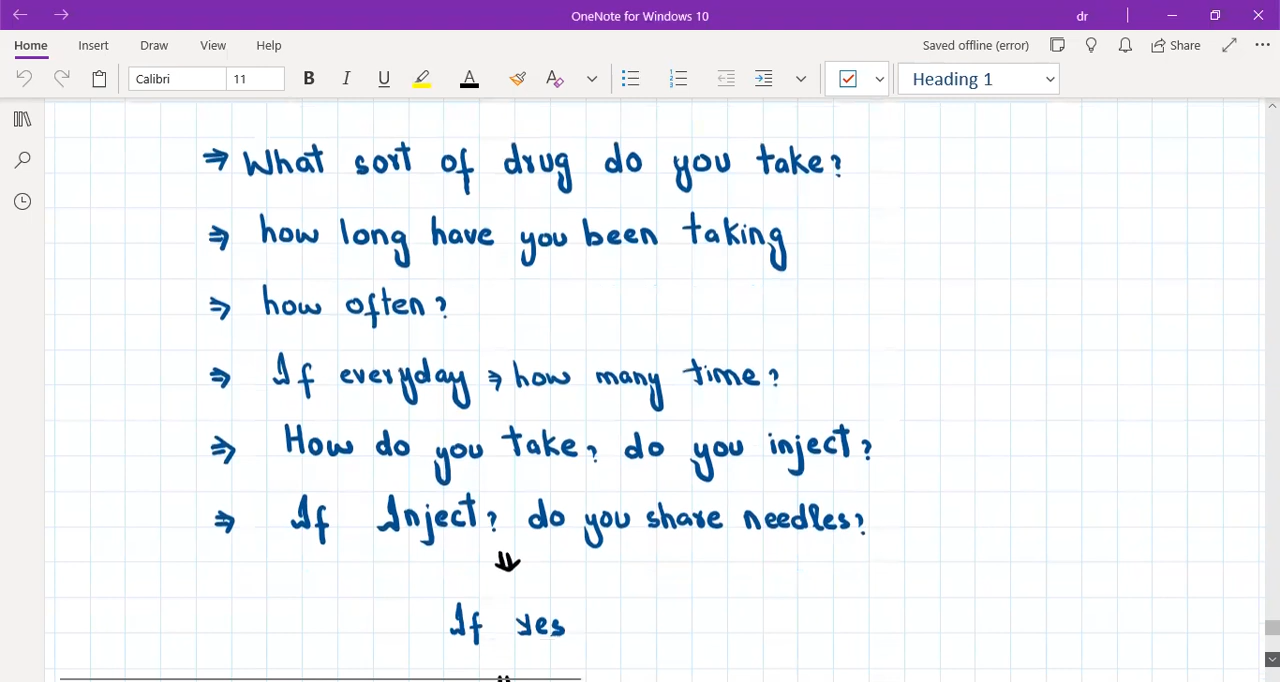 OneNote for Windows 10
dr
Home Insert Draw View Help
Saved offline (error) Share
Calibri 11 B I U A A Heading 1
⇒ What sort of drug do you take?
⇒ how long have you been taking
⇒ how often?
⇒ If everyday ⇒ how many time?
⇒ How do you take? do you inject?
⇒ If Inject? do you share needles?
⇓
If yes